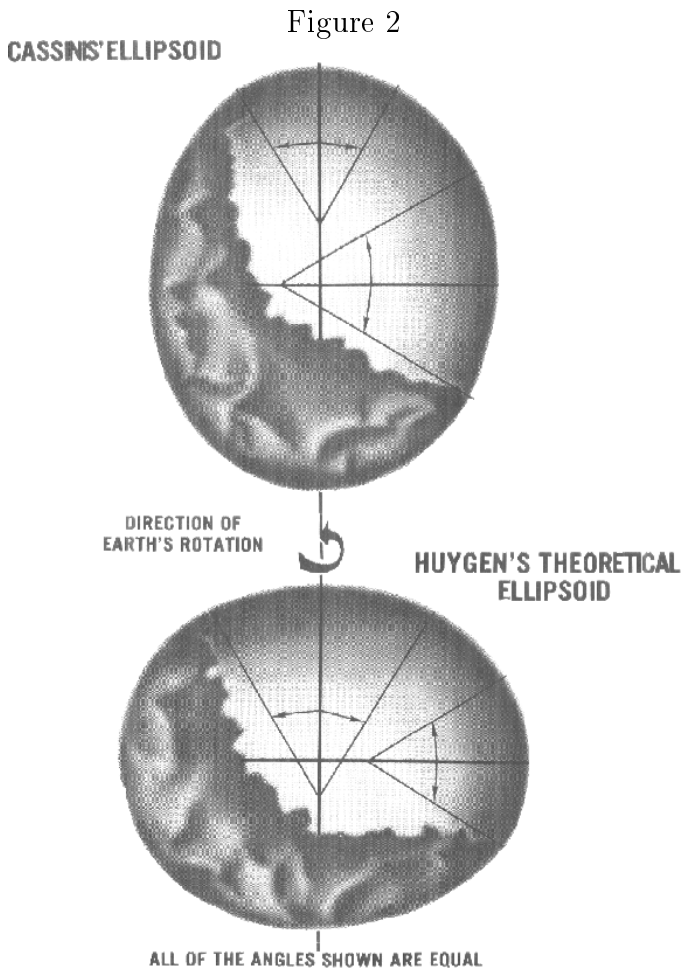 Figure 2
CASSINIS' ELLIPSOID
DIRECTION OF
EARTH'S ROTATION
HUYGEN'S THEORETICAL
ELLIPSOID
ALL OF THE ANGLES SHOWN ARE EQUAL